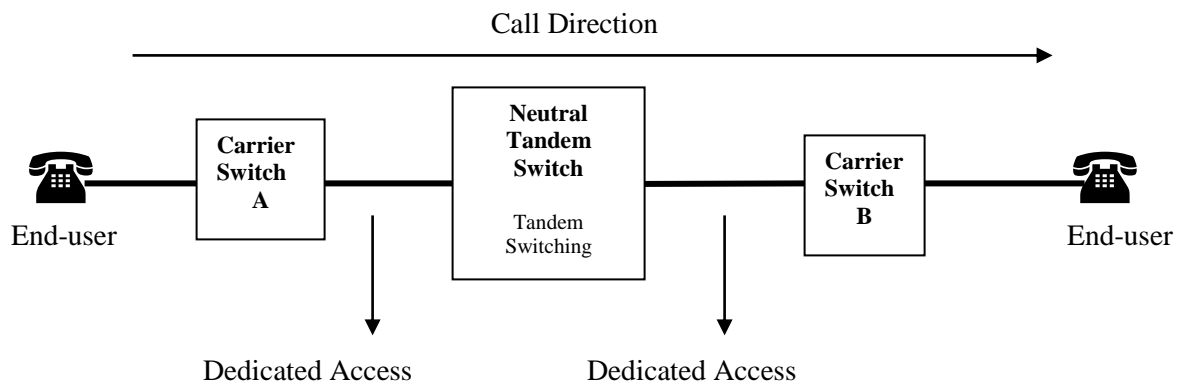 Call Direction
Neutral
Tandem
Switch
Tandem
Switching
Carrier
Switch
A
Carrier
Switch
B
End-user
End-user
Dedicated Access
Dedicated Access